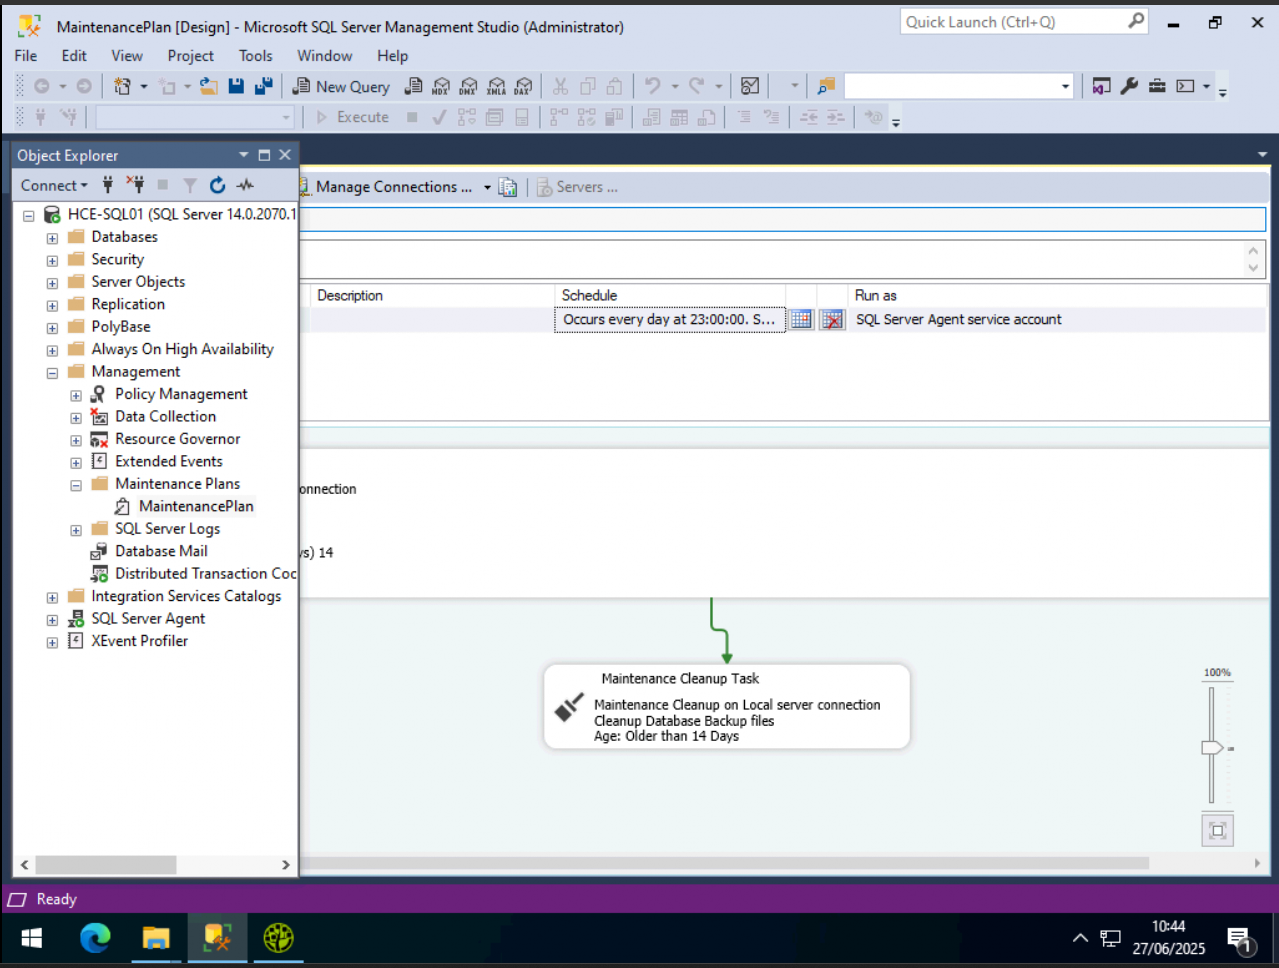 MaintenancePlan [Design] - Microsoft SQL Server Management Studio (Administrator)
Quick Launch (Ctrl+Q)
File Edit View Project Tools Window Help
New Query
MDX DMX XMLA DAX
Execute
Object Explorer
Connect
Manage Connections ...
Servers ...
HCE-SQL01 (SQL Server 14.0.2070.1
Databases
Security
Server Objects
Replication
PolyBase
Always On High Availability
Management
Policy Management
Data Collection
Resource Governor
Extended Events
Maintenance Plans
MaintenancePlan
SQL Server Logs
Database Mail
Distributed Transaction Coo
Integration Services Catalogs
SQL Server Agent
XEvent Profiler
Description Schedule Run as
Occurs every day at 23:00:00. S... SQL Server Agent service account
onnection
ys) 14
Maintenance Cleanup Task
Maintenance Cleanup on Local server connection
Cleanup Database Backup files
Age: Older than 14 Days
100%
Ready
10:44
27/06/2025
1